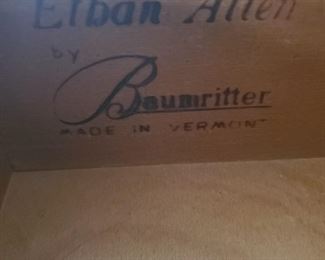 Ethan Allen
by
Baumritter
MADE IN VERMONT